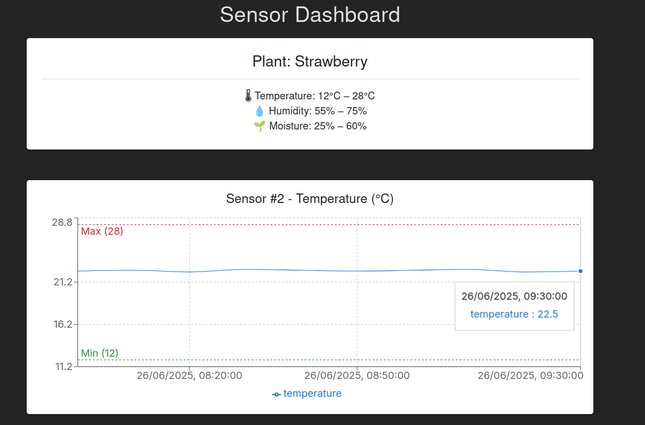 Sensor Dashboard
Plant: Strawberry
🌡 Temperature: 12°C – 28°C
💧 Humidity: 55% – 75%
🌱 Moisture: 25% – 60%
Sensor #2 - Temperature (°C)
28.8
Max (28)
21.2
26/06/2025, 09:30:00
temperature : 22.5
16.2
Min (12)
11.2
26/06/2025, 08:20:00 26/06/2025, 08:50:00 26/06/2025, 09:30:00
temperature